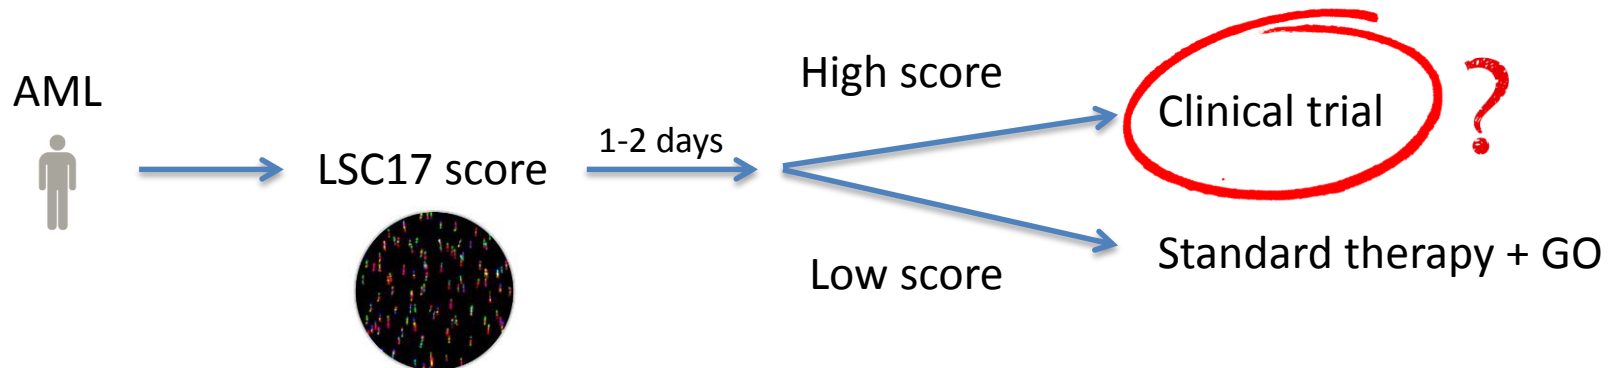 AML
LSC17 score
1-2 days
High score
Low score
Clinical trial
?
Standard therapy + GO